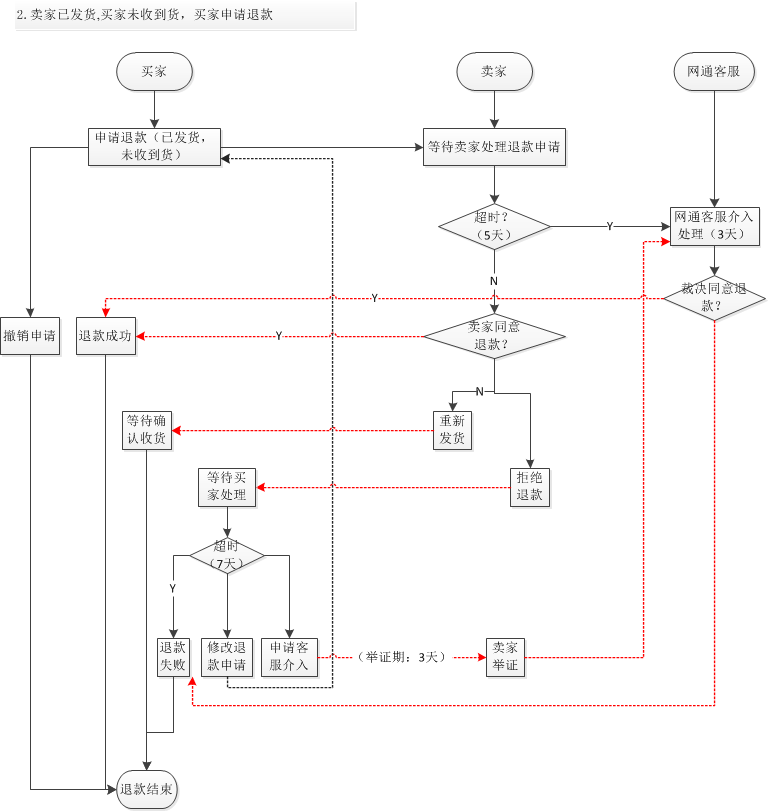 2.卖家已发货,买家未收到货，买家申请退款
买家
卖家
网通客服
申请退款（已发货，
未收到货）
等待卖家处理退款申请
网通客服介入
处理（3天）
超时？
（5天）
Y
N
裁决同意退
款？
Y
撤销申请
退款成功
Y
卖家同意
退款？
N
等待确
认收货
重新
发货
等待买
家处理
拒绝
退款
超时
（7天）
Y
退款
失败
修改退
款申请
申请客
服介入
（举证期：3天）
卖家
举证
退款结束